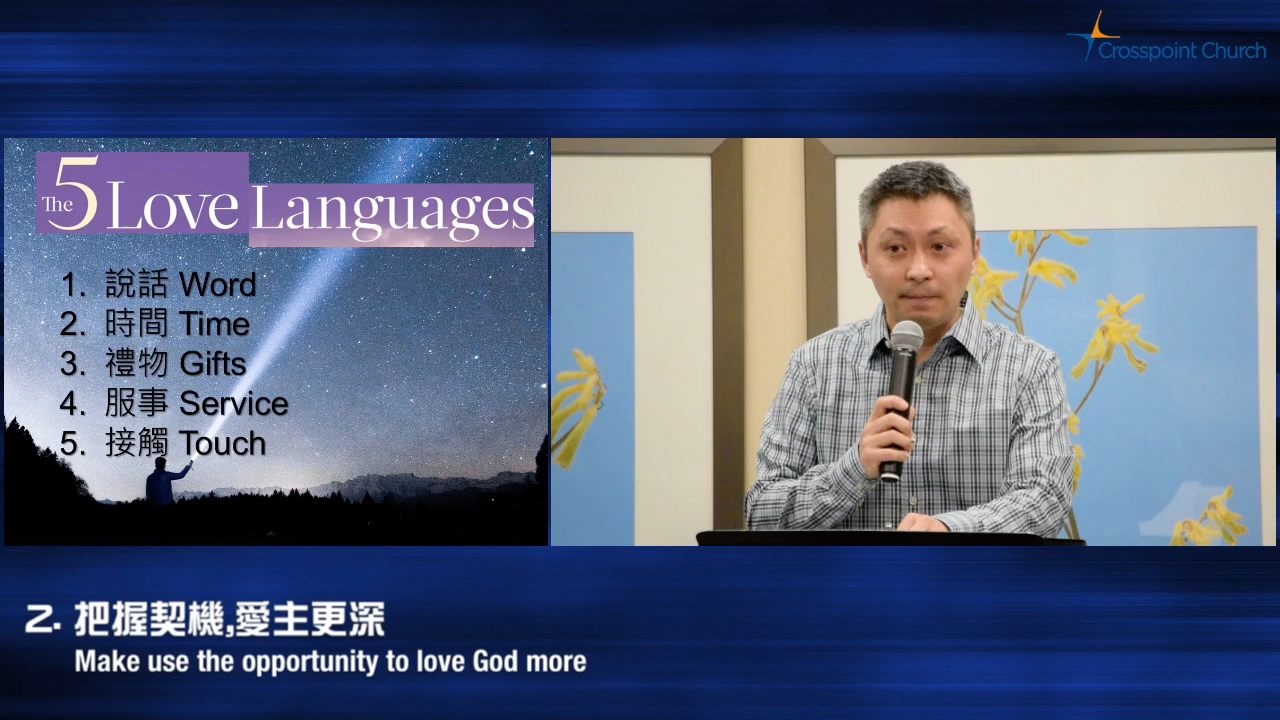 Crosspoint Church
The 5 Love Languages
1. 說話 Word
2. 時間 Time
3. 禮物 Gifts
4. 服事 Service
5. 接觸 Touch
2. 把握契機,愛主更深
Make use the opportunity to love God more